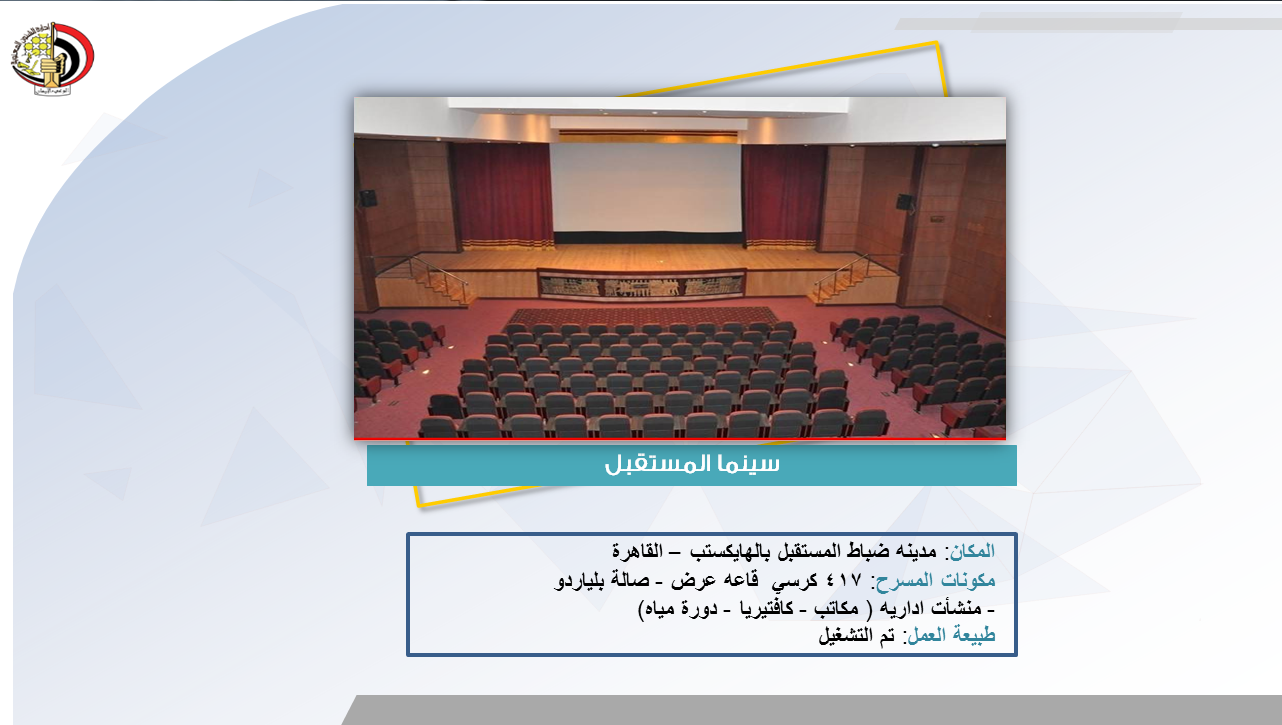 سينما المستقبل
المكان: مدينه ضباط المستقبل بالهايكستب – القاهرة
مكونات المسرح: ٤١٧ كرسي قاعه عرض - صالة بلياردو
- منشأت اداريه ( مكاتب - كافتيريا - دورة مياه)
طبيعة العمل: تم التشغيل